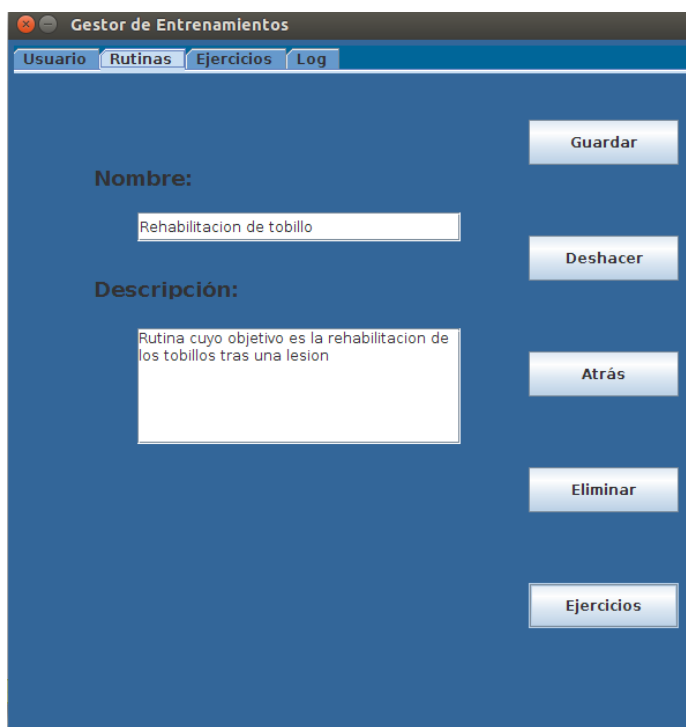 Gestor de Entrenamientos
Usuario Rutinas Ejercicios Log
Guardar
Nombre:
Rehabilitacion de tobillo
Deshacer
Descripción:
Rutina cuyo objetivo es la rehabilitacion de
los tobillos tras una lesion
Atrás
Eliminar
Ejercicios